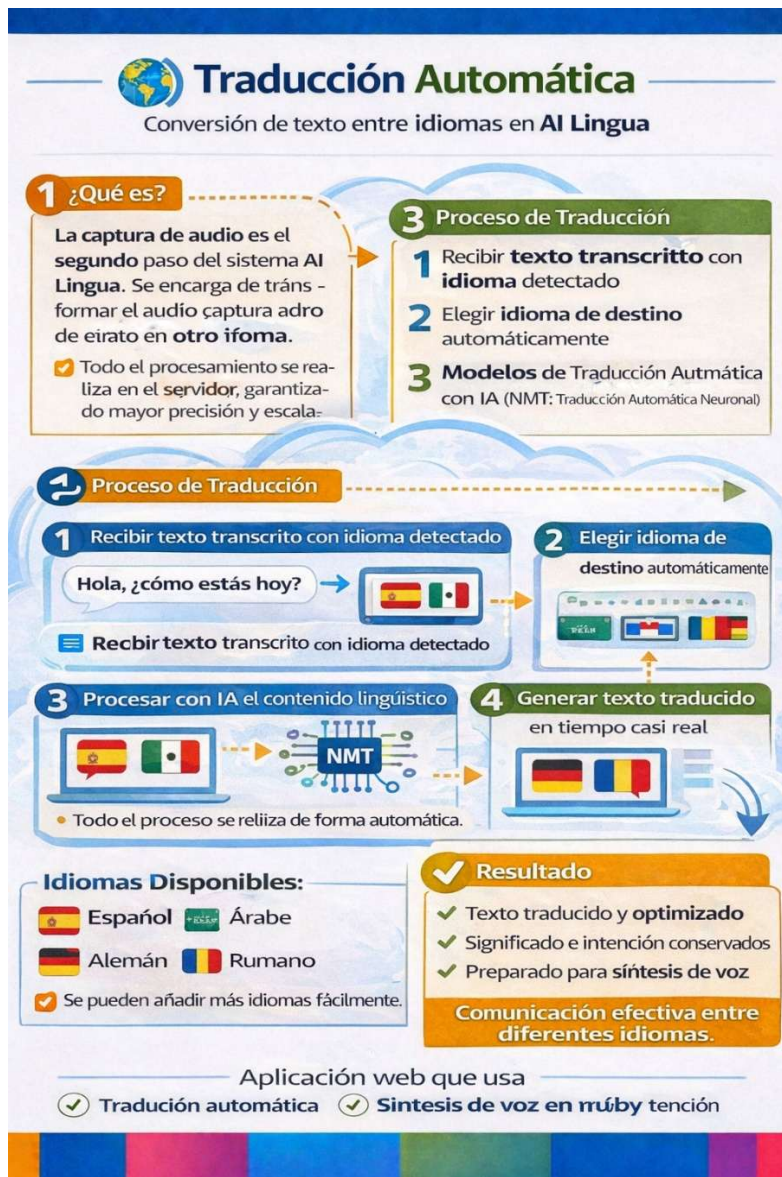 Traducción Automática
Conversión de texto entre idiomas en AI Lingua
1 ¿Qué es?
La captura de audio es el
segundo paso del sistema AI
Lingua. Se encarga de tráns -
formar el audío çaptura adro
de eirato en otro ifoma.
Todo el procesamiento se rea-
liza en el servidor, garantiza-
do mayor precisión y escala-
3 Proceso de Traducción
1 Recibir texto transcritto con
idioma detectado
2 Elegir idioma de destino
automáticamente
3 Modelos de Traducción Autmática
con IA (NMT: Traducción Automática Neuronal)
Proceso de Traducción
1 Recibir texto transcrito con idioma detectado
Hola, ¿cómo estás hoy?
Recbir texto transcrito con idioma detectado
2 Elegir idioma de
destino automáticamente
3 Procesar con IA el contenido lingúístico
NMT
Todo el proceso se reliiza de forma automática.
4 Generar texto traducido
en tiempo casi real
Idiomas Disponibles:
Español Árabe
Alemán Rumano
Se pueden añadir más idiomas fácilmente.
Resultado
Texto traducido y optimizado
Significado e intención conservados
Preparado para síntesis de voz
Comunicación efectiva entre
diferentes idiomas.
Aplicación web que usa
Tradución automática Sintesis de voz en tención